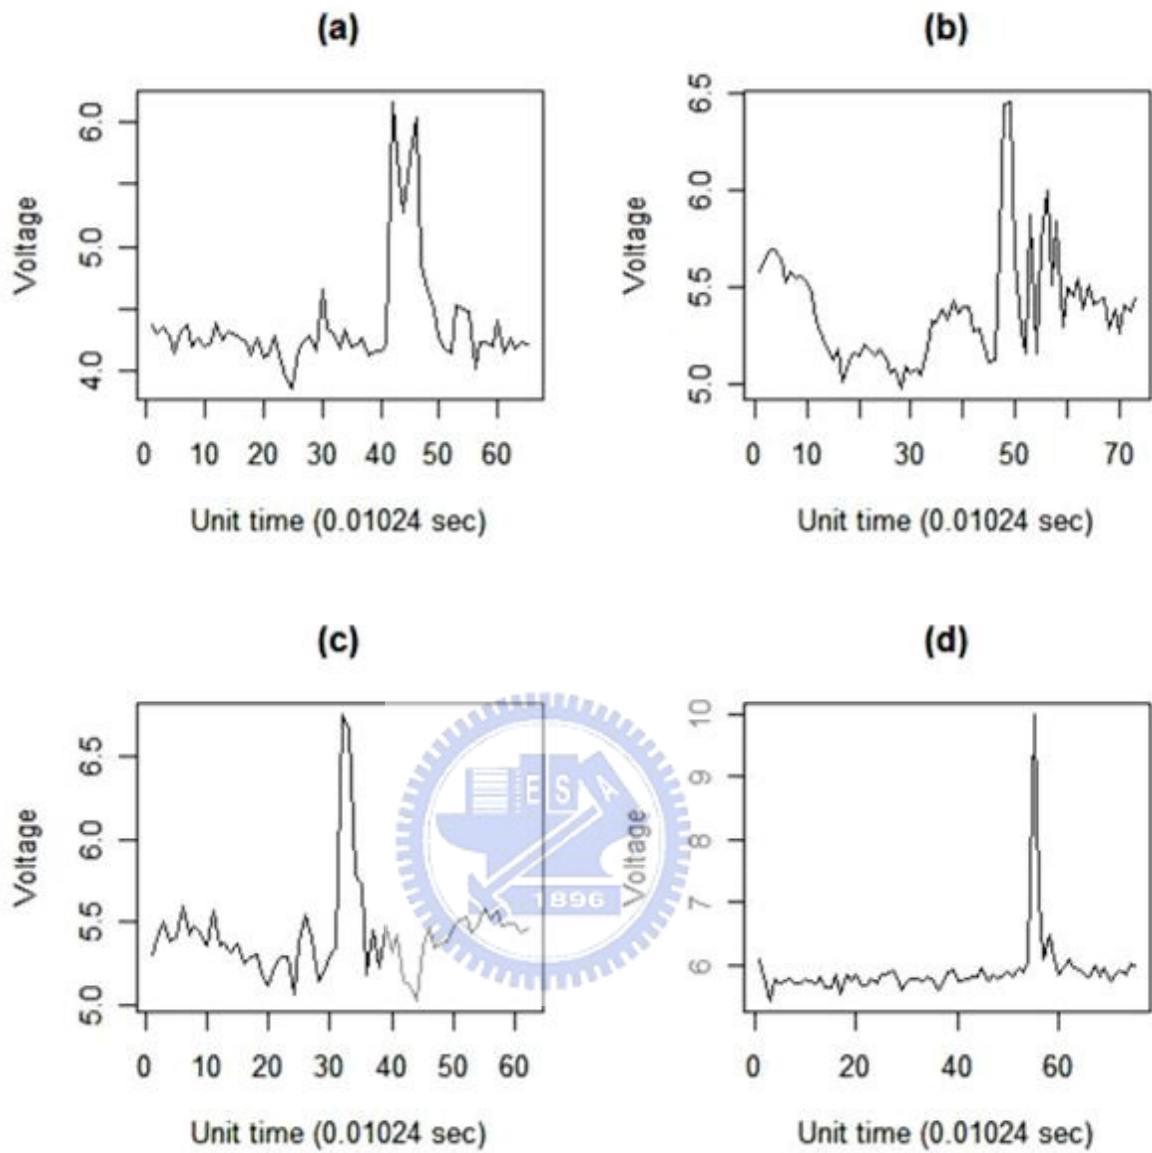 (a)
Voltage
4.0 5.0 6.0
0 10 20 30 40 50 60
Unit time (0.01024 sec)
(b)
Voltage
5.0 5.5 6.0 6.5
0 10 30 50 70
Unit time (0.01024 sec)
(c)
Voltage
5.0 5.5 6.0 6.5
0 10 20 30 40 50 60
Unit time (0.01024 sec)
(d)
Voltage
6 7 8 9 10
0 20 40 60
Unit time (0.01024 sec)
E S A
1896